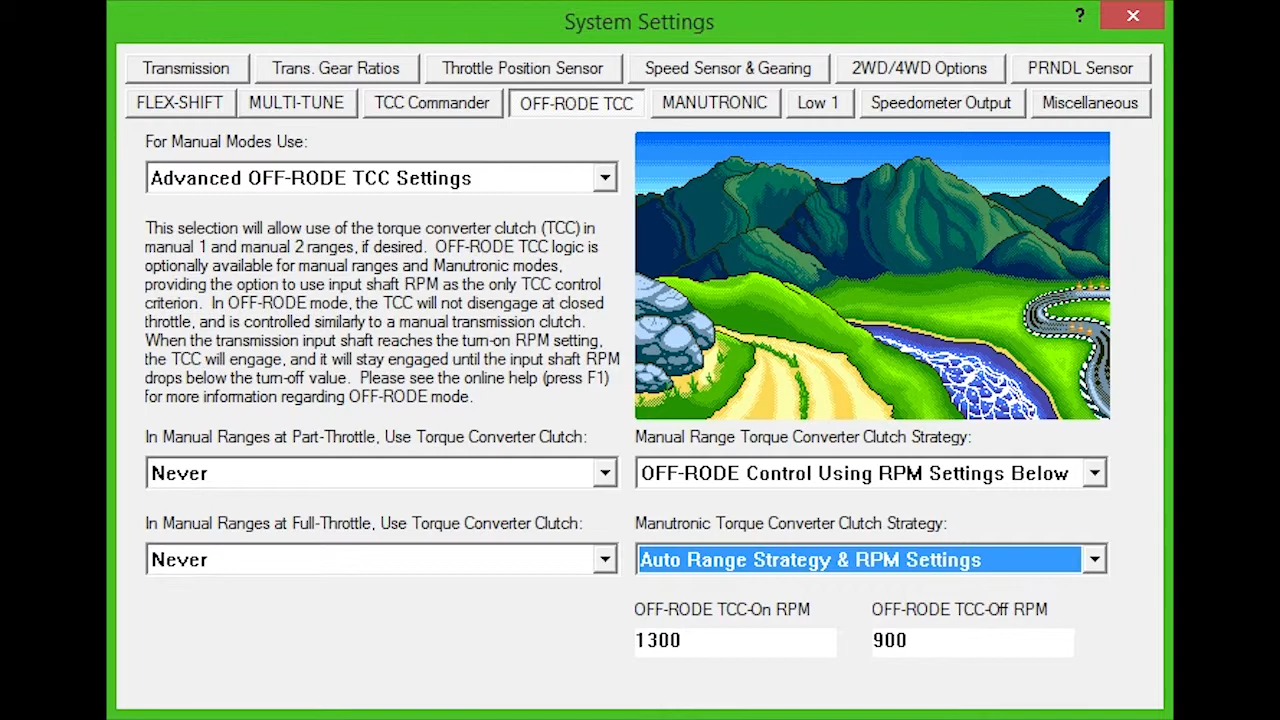 System Settings
?
Transmission
Trans. Gear Ratios
Throttle Position Sensor
Speed Sensor & Gearing
2WD/4WD Options
PRNDL Sensor
FLEX-SHIFT
MULTI-TUNE
TCC Commander
OFF-RODE TCC
MANUTRONIC
Low 1
Speedometer Output
Miscellaneous
For Manual Modes Use:
Advanced OFF-RODE TCC Settings
This selection will allow use of the torque converter clutch (TCC) in
manual 1 and manual 2 ranges, if desired.  OFF-RODE TCC logic is
optionally available for manual ranges and Manutronic modes,
providing the option to use input shaft RPM as the only TCC control
criterion.  In OFF-RODE mode, the TCC will not disengage at closed
throttle, and is controlled similarly to a manual transmission clutch.
When the transmission input shaft reaches the turn-on RPM setting,
the TCC will engage, and it will stay engaged until the input shaft RPM
drops below the turn-off value.  Please see the online help (press F1)
for more information regarding OFF-RODE mode.
In Manual Ranges at Part-Throttle, Use Torque Converter Clutch:
Never
In Manual Ranges at Full-Throttle, Use Torque Converter Clutch:
Never
Manual Range Torque Converter Clutch Strategy:
OFF-RODE Control Using RPM Settings Below
Manutronic Torque Converter Clutch Strategy:
Auto Range Strategy & RPM Settings
OFF-RODE TCC-On RPM
1300
OFF-RODE TCC-Off RPM
900